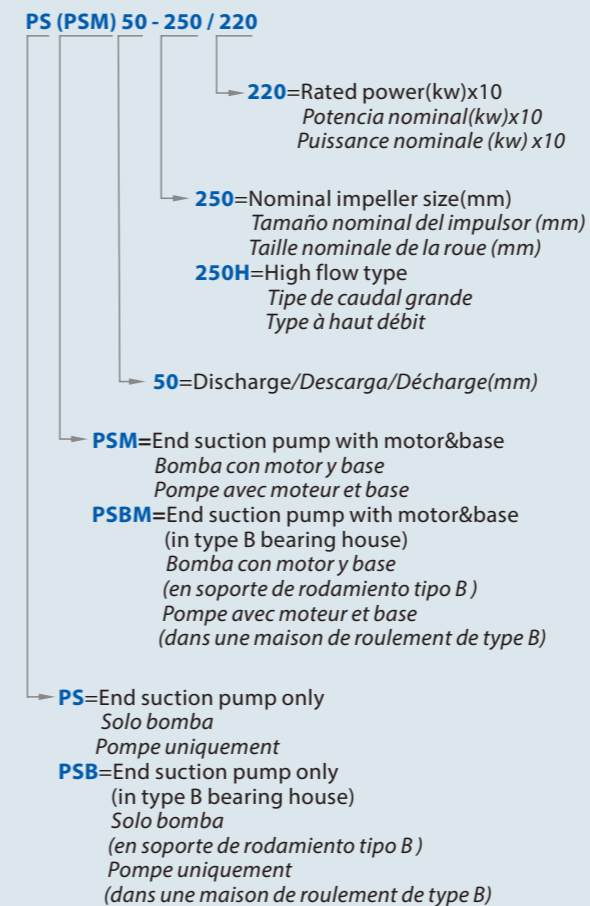 PS (PSM) 50 - 250 / 220
220=Rated power(kw)x10
Potencia nominal(kw)x10
Puissance nominale (kw) x10
250=Nominal impeller size(mm)
Tamaño nominal del impulsor (mm)
Taille nominale de la roue (mm)
250H=High flow type
Tipe de caudal grande
Type à haut débit
50=Discharge/Descarga/Décharge(mm)
PSM=End suction pump with motor&base
Bomba con motor y base
Pompe avec moteur et base
PSBM=End suction pump with motor&base
(in type B bearing house)
Bomba con motor y base
(en soporte de rodamiento tipo B )
Pompe avec moteur et base
(dans une maison de roulement de type B)
PS=End suction pump only
Solo bomba
Pompe uniquement
PSB=End suction pump only
(in type B bearing house)
Solo bomba
(en soporte de rodamiento tipo B )
Pompe uniquement
(dans une maison de roulement de type B)